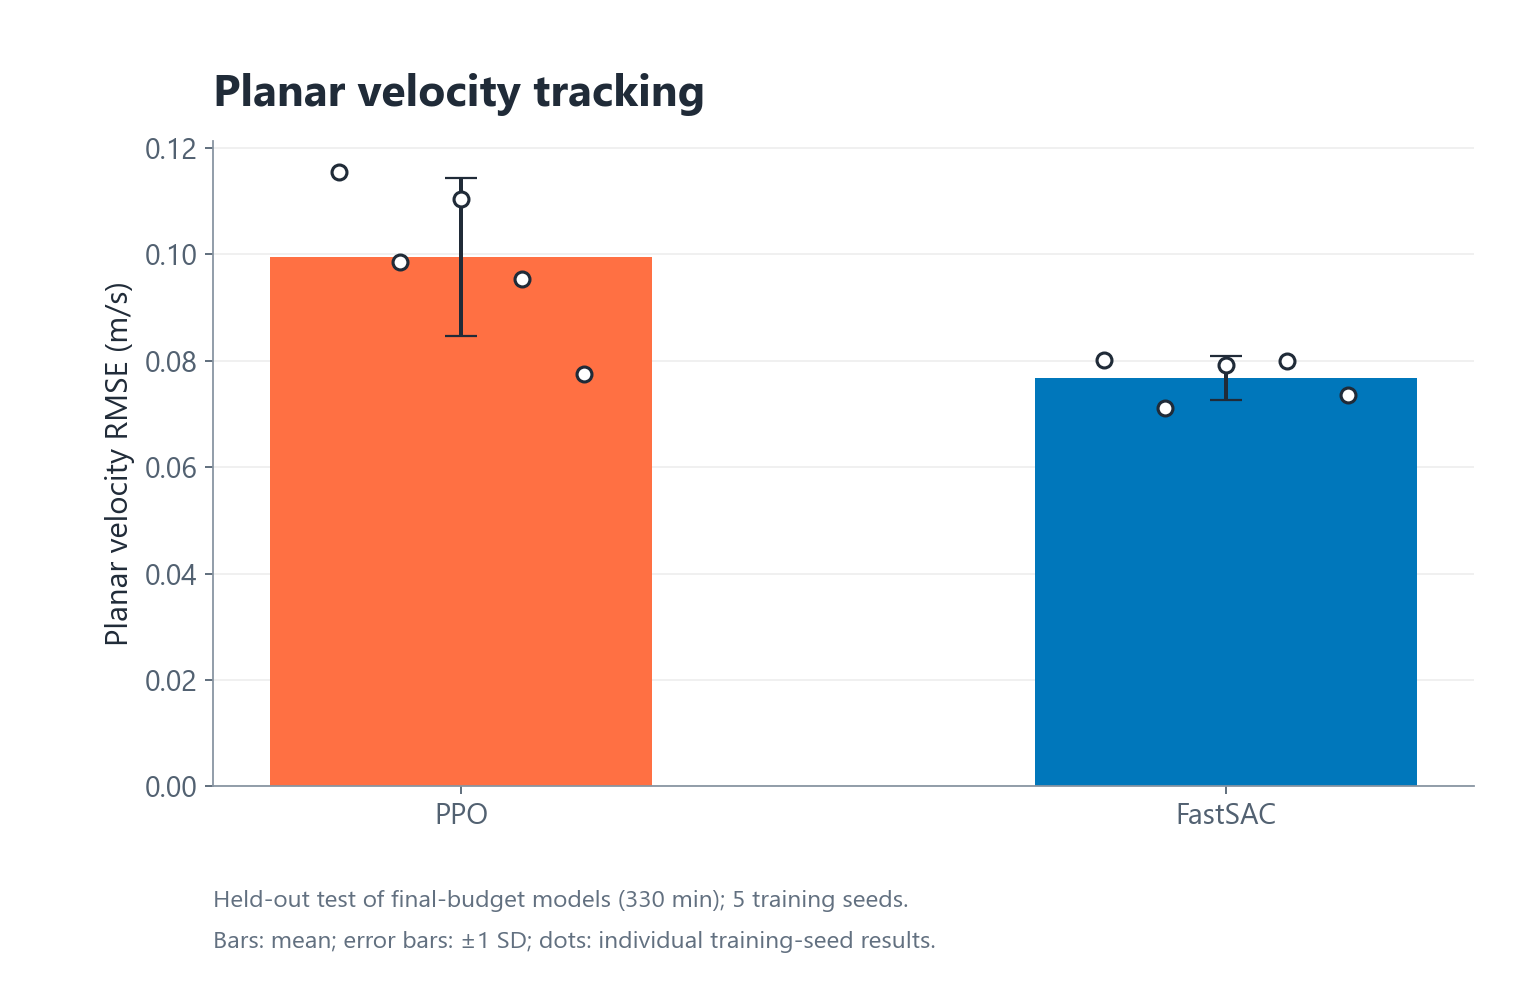 Planar velocity tracking
Planar velocity RMSE (m/s)
0.12
0.10
0.08
0.06
0.04
0.02
0.00
PPO
FastSAC
Held-out test of final-budget models (330 min); 5 training seeds.
Bars: mean; error bars: ±1 SD; dots: individual training-seed results.